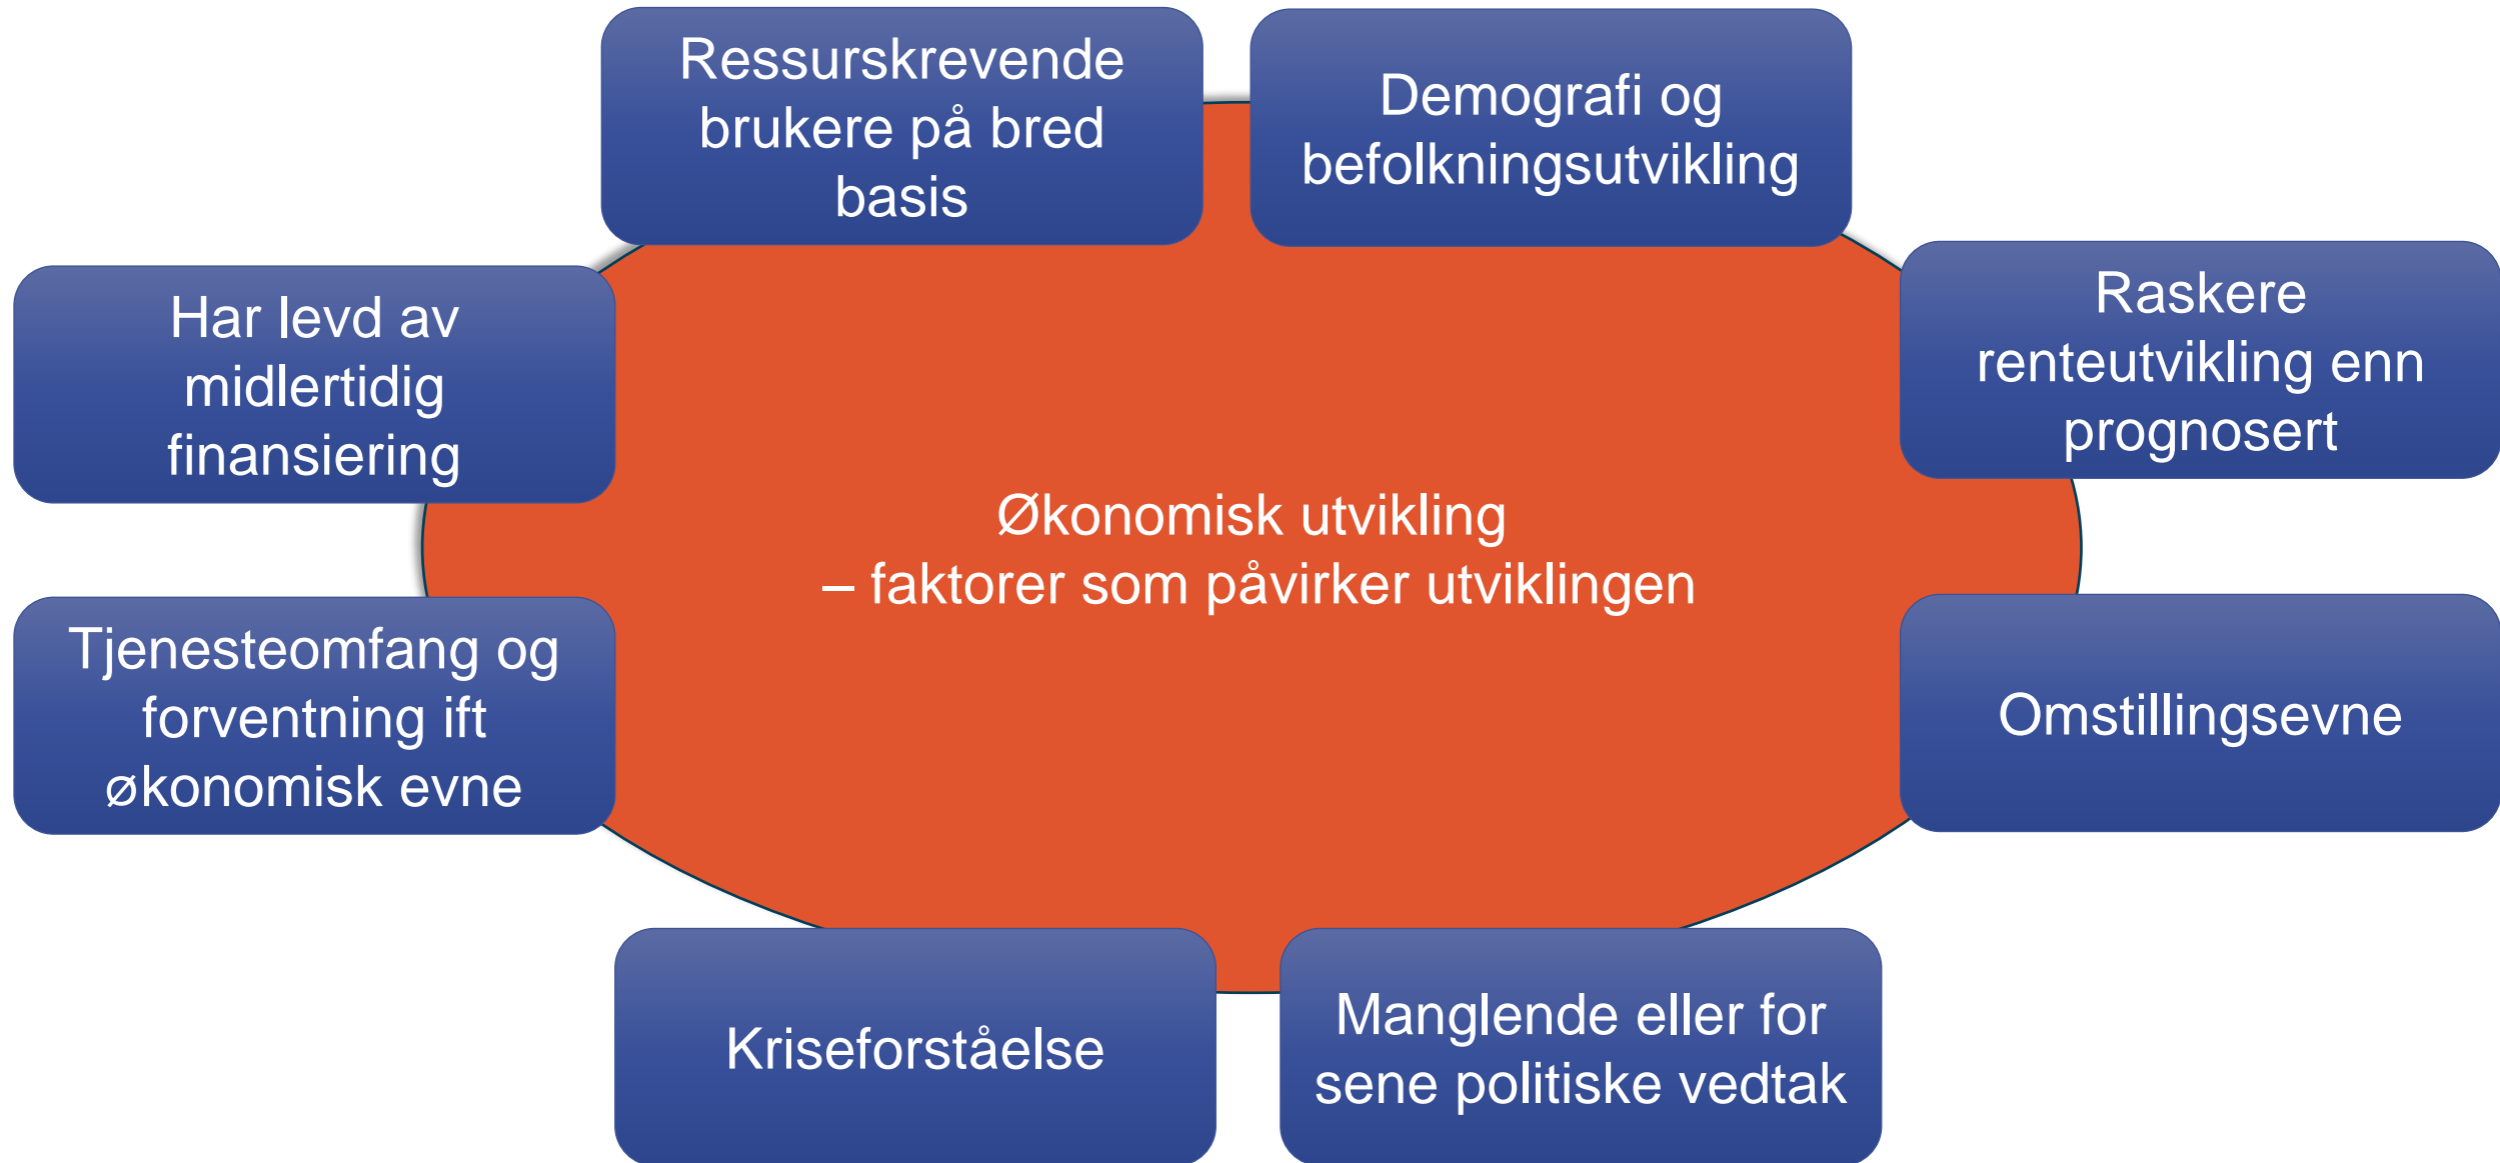 Ressurskrevende
brukere på bred
basis
Demografi og
befolkningsutvikling
Har levd av
midlertidig
finansiering
Raskere
renteutvikling enn
prognosert
Økonomisk utvikling
– faktorer som påvirker utviklingen
Tjenesteomfang og
forventning ift
økonomisk evne
Omstillingsevne
Kriseforståelse
Manglende eller for
sene politiske vedtak